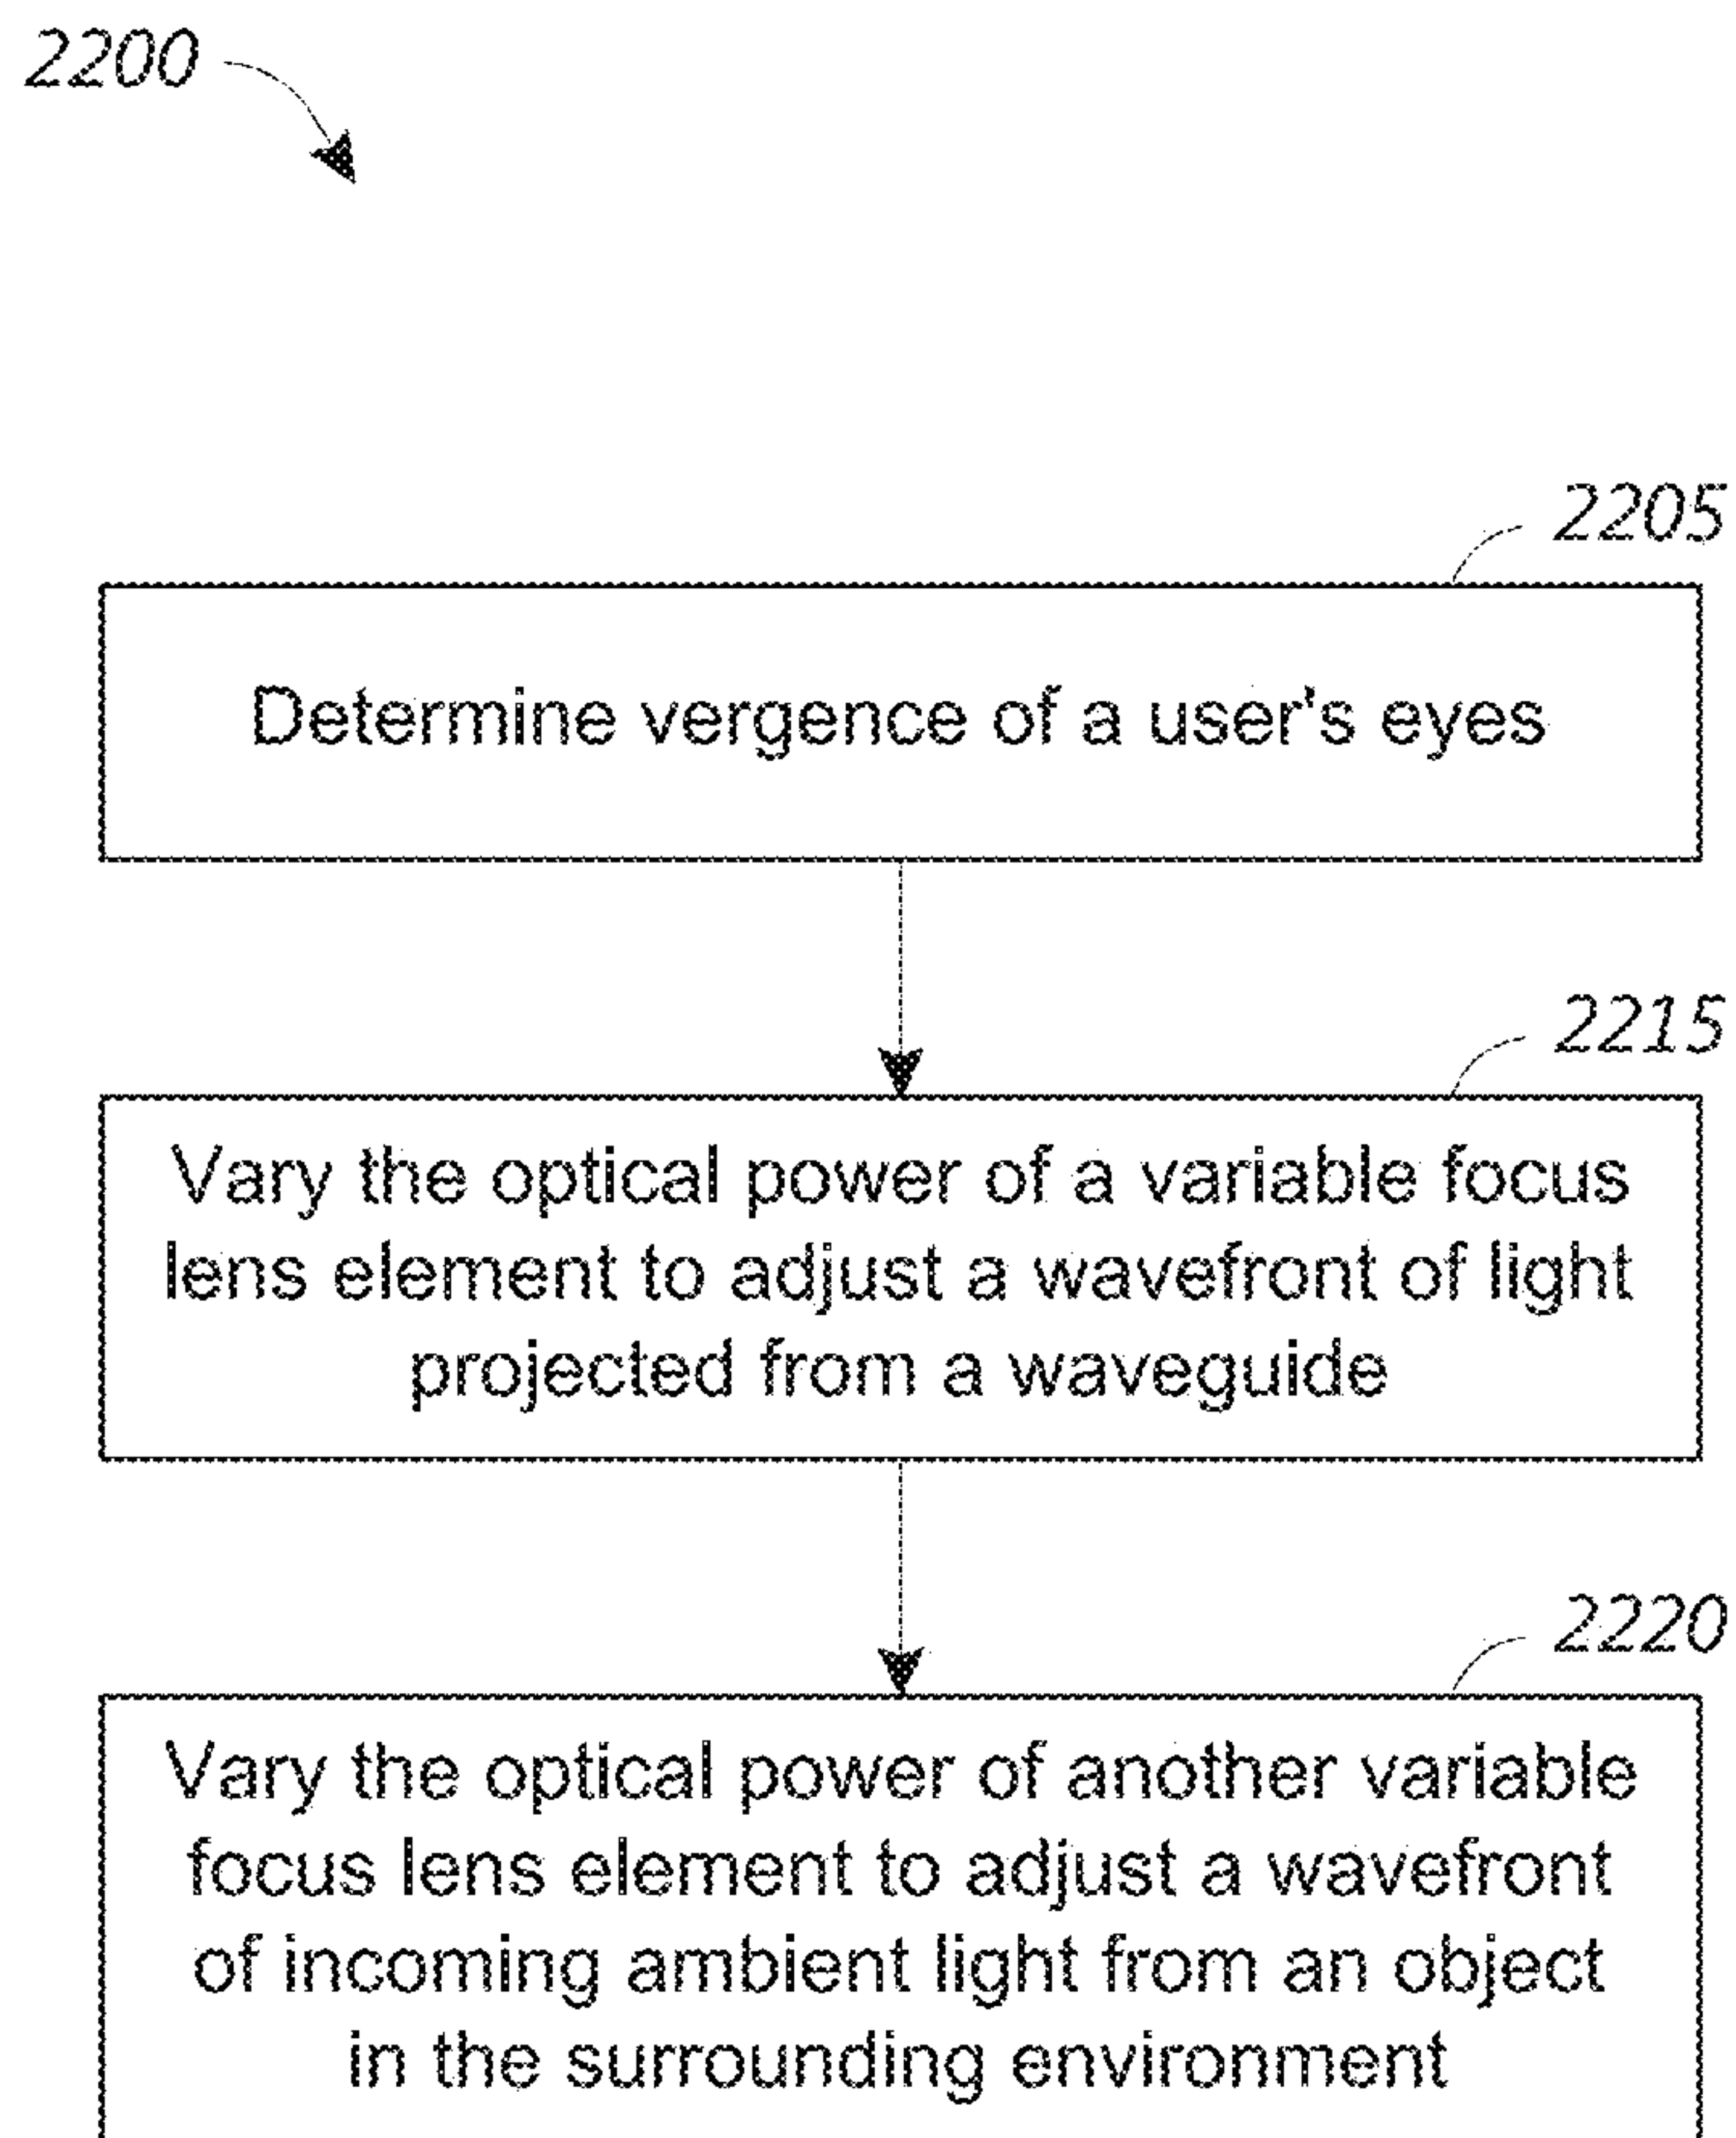 2200
2205
Determine vergence of a user's eyes
2215
Vary the optical power of a variable focus
lens element to adjust a wavefront of light
projected from a waveguide
2220
Vary the optical power of another variable
focus lens element to adjust a wavefront
of incoming ambient light from an object
in the surrounding environment